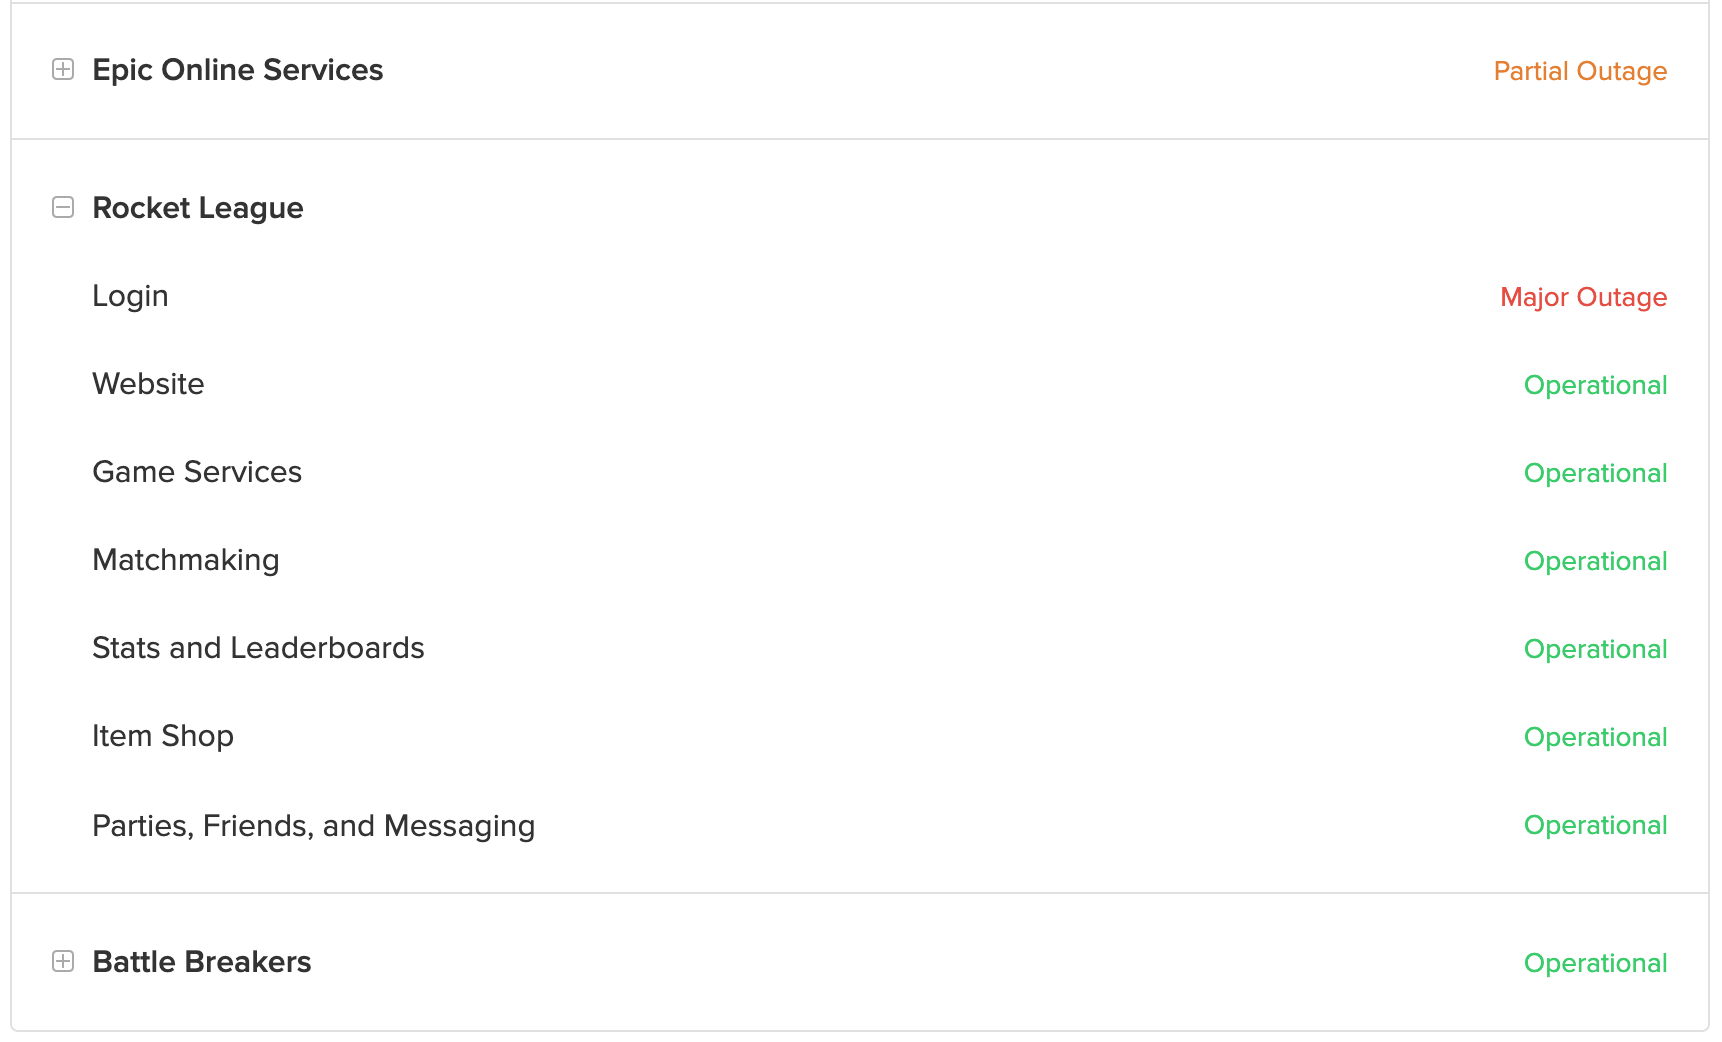 Epic Online Services Partial Outage
Rocket League
Login Major Outage
Website Operational
Game Services Operational
Matchmaking Operational
Stats and Leaderboards Operational
Item Shop Operational
Parties, Friends, and Messaging Operational
Battle Breakers Operational